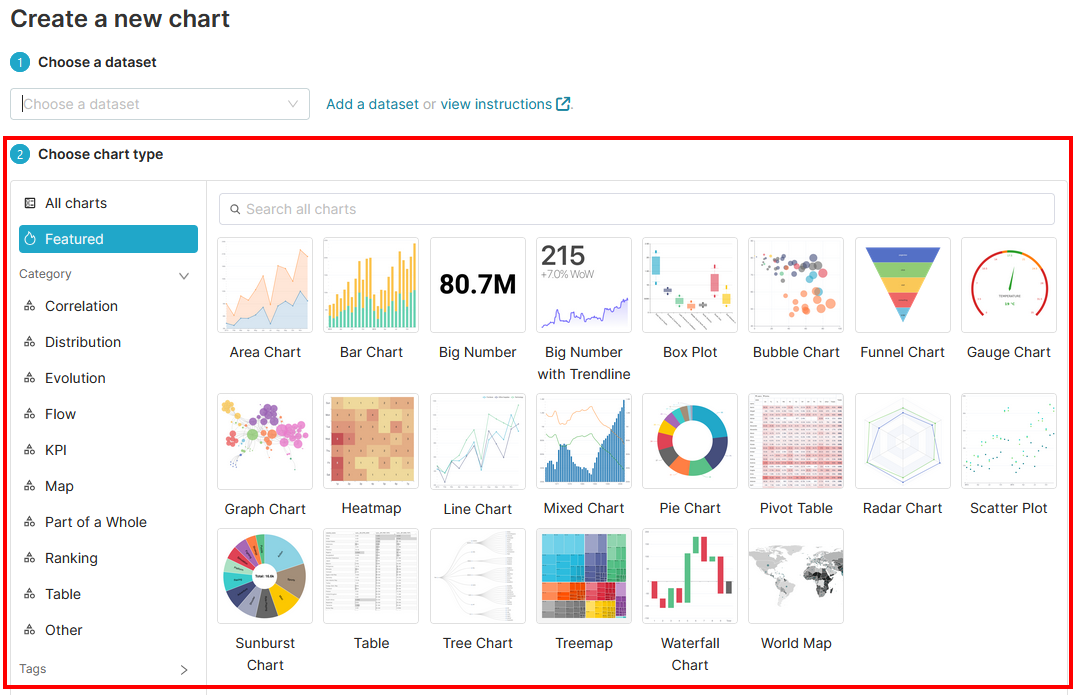 Create a new chart
1 Choose a dataset
Choose a dataset
Add a dataset or view instructions
2 Choose chart type
All charts
Featured
Category
Correlation
Distribution
Evolution
Flow
KPI
Map
Part of a Whole
Ranking
Table
Other
Tags
Search all charts
80.7M
215
+7.0% WoW
TEMPERATURE
Area Chart
Bar Chart
Big Number
Big Number
with Trendline
Box Plot
Bubble Chart
Funnel Chart
Gauge Chart
Graph Chart
Heatmap
Line Chart
Mixed Chart
Pie Chart
Pivot Table
Radar Chart
Scatter Plot
Sunburst
Chart
Table
Tree Chart
Treemap
Waterfall
Chart
World Map